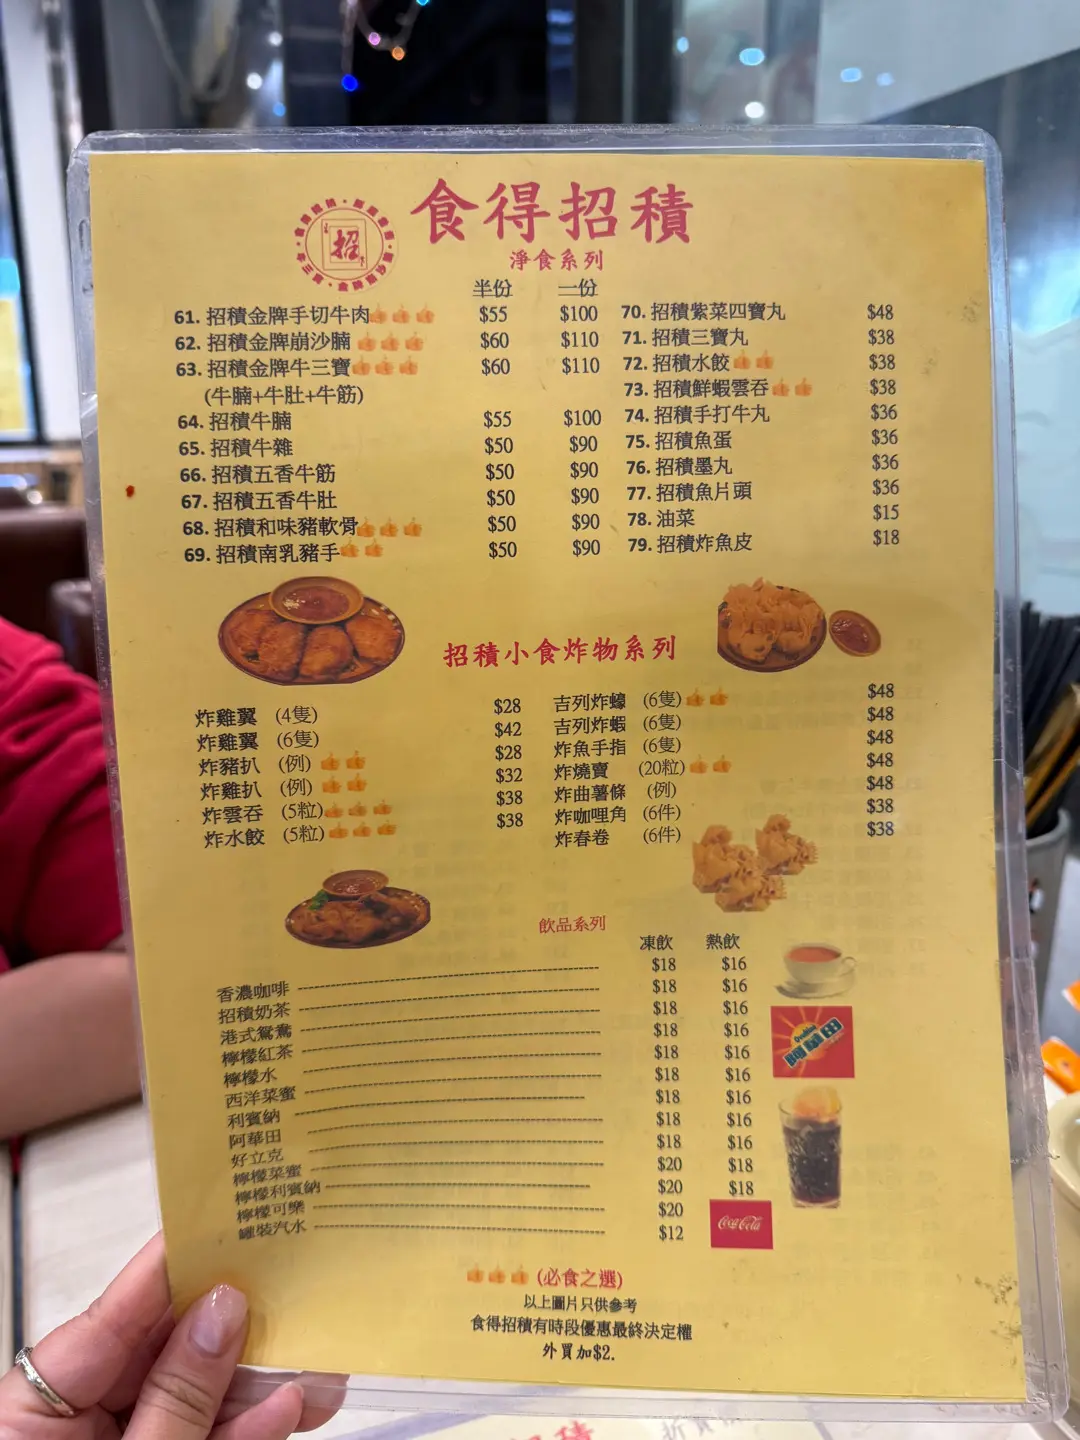 食得招積
招
淨食系列
半份 一份
61. 招積金牌手切牛肉 $55 $100
62. 招積金牌崩沙腩 $60 $110
63. 招積金牌牛三寶 $60 $110
(牛腩+牛肚+牛筋)
64. 招積牛腩 $55 $100
65. 招積牛雜 $50 $90
66. 招積五香牛筋 $50 $90
67. 招積五香牛肚 $50 $90
68. 招積和味豬軟骨 $50 $90
69. 招積南乳豬手 $50 $90
70. 招積紫菜四寶丸 $48
71. 招積三寶丸 $38
72. 招積水餃 $38
73. 招積鮮蝦雲吞 $38
74. 招積手打牛丸 $36
75. 招積魚蛋 $36
76. 招積墨丸 $36
77. 招積魚片頭 $36
78. 油菜 $15
79. 招積炸魚皮 $18
招積小食炸物系列
炸雞翼 (4隻) $28
炸雞翼 (6隻) $42
炸豬扒 (例) $28
炸雞扒 (例) $32
炸雲吞 (5粒) $38
炸水餃 (5粒) $38
吉列炸蠔 (6隻) $48
吉列炸蝦 (6隻) $48
炸魚手指 (6隻) $48
炸燒賣 (20粒) $48
炸曲薯條 (例) $48
炸咖哩角 (6件) $38
炸春卷 (6件) $38
飲品系列
凍飲 熱飲
香濃咖啡 $18 $16
招積奶茶 $18 $16
港式鴛鴦 $18 $16
檸檬紅茶 $18 $16
檸檬水 $18 $16
西洋菜蜜 $18 $16
利賓納 $18 $16
阿華田 $18 $16
好立克 $18 $16
檸檬菜蜜 $20 $18
檸檬利賓納 $20 $18
檸檬可樂 $20
罐裝汽水 $12
Ovaltine
阿華田
Coca-Cola
(必食之選)
以上圖片只供參考
食得招積有時段優惠最終決定權
外買加$2.